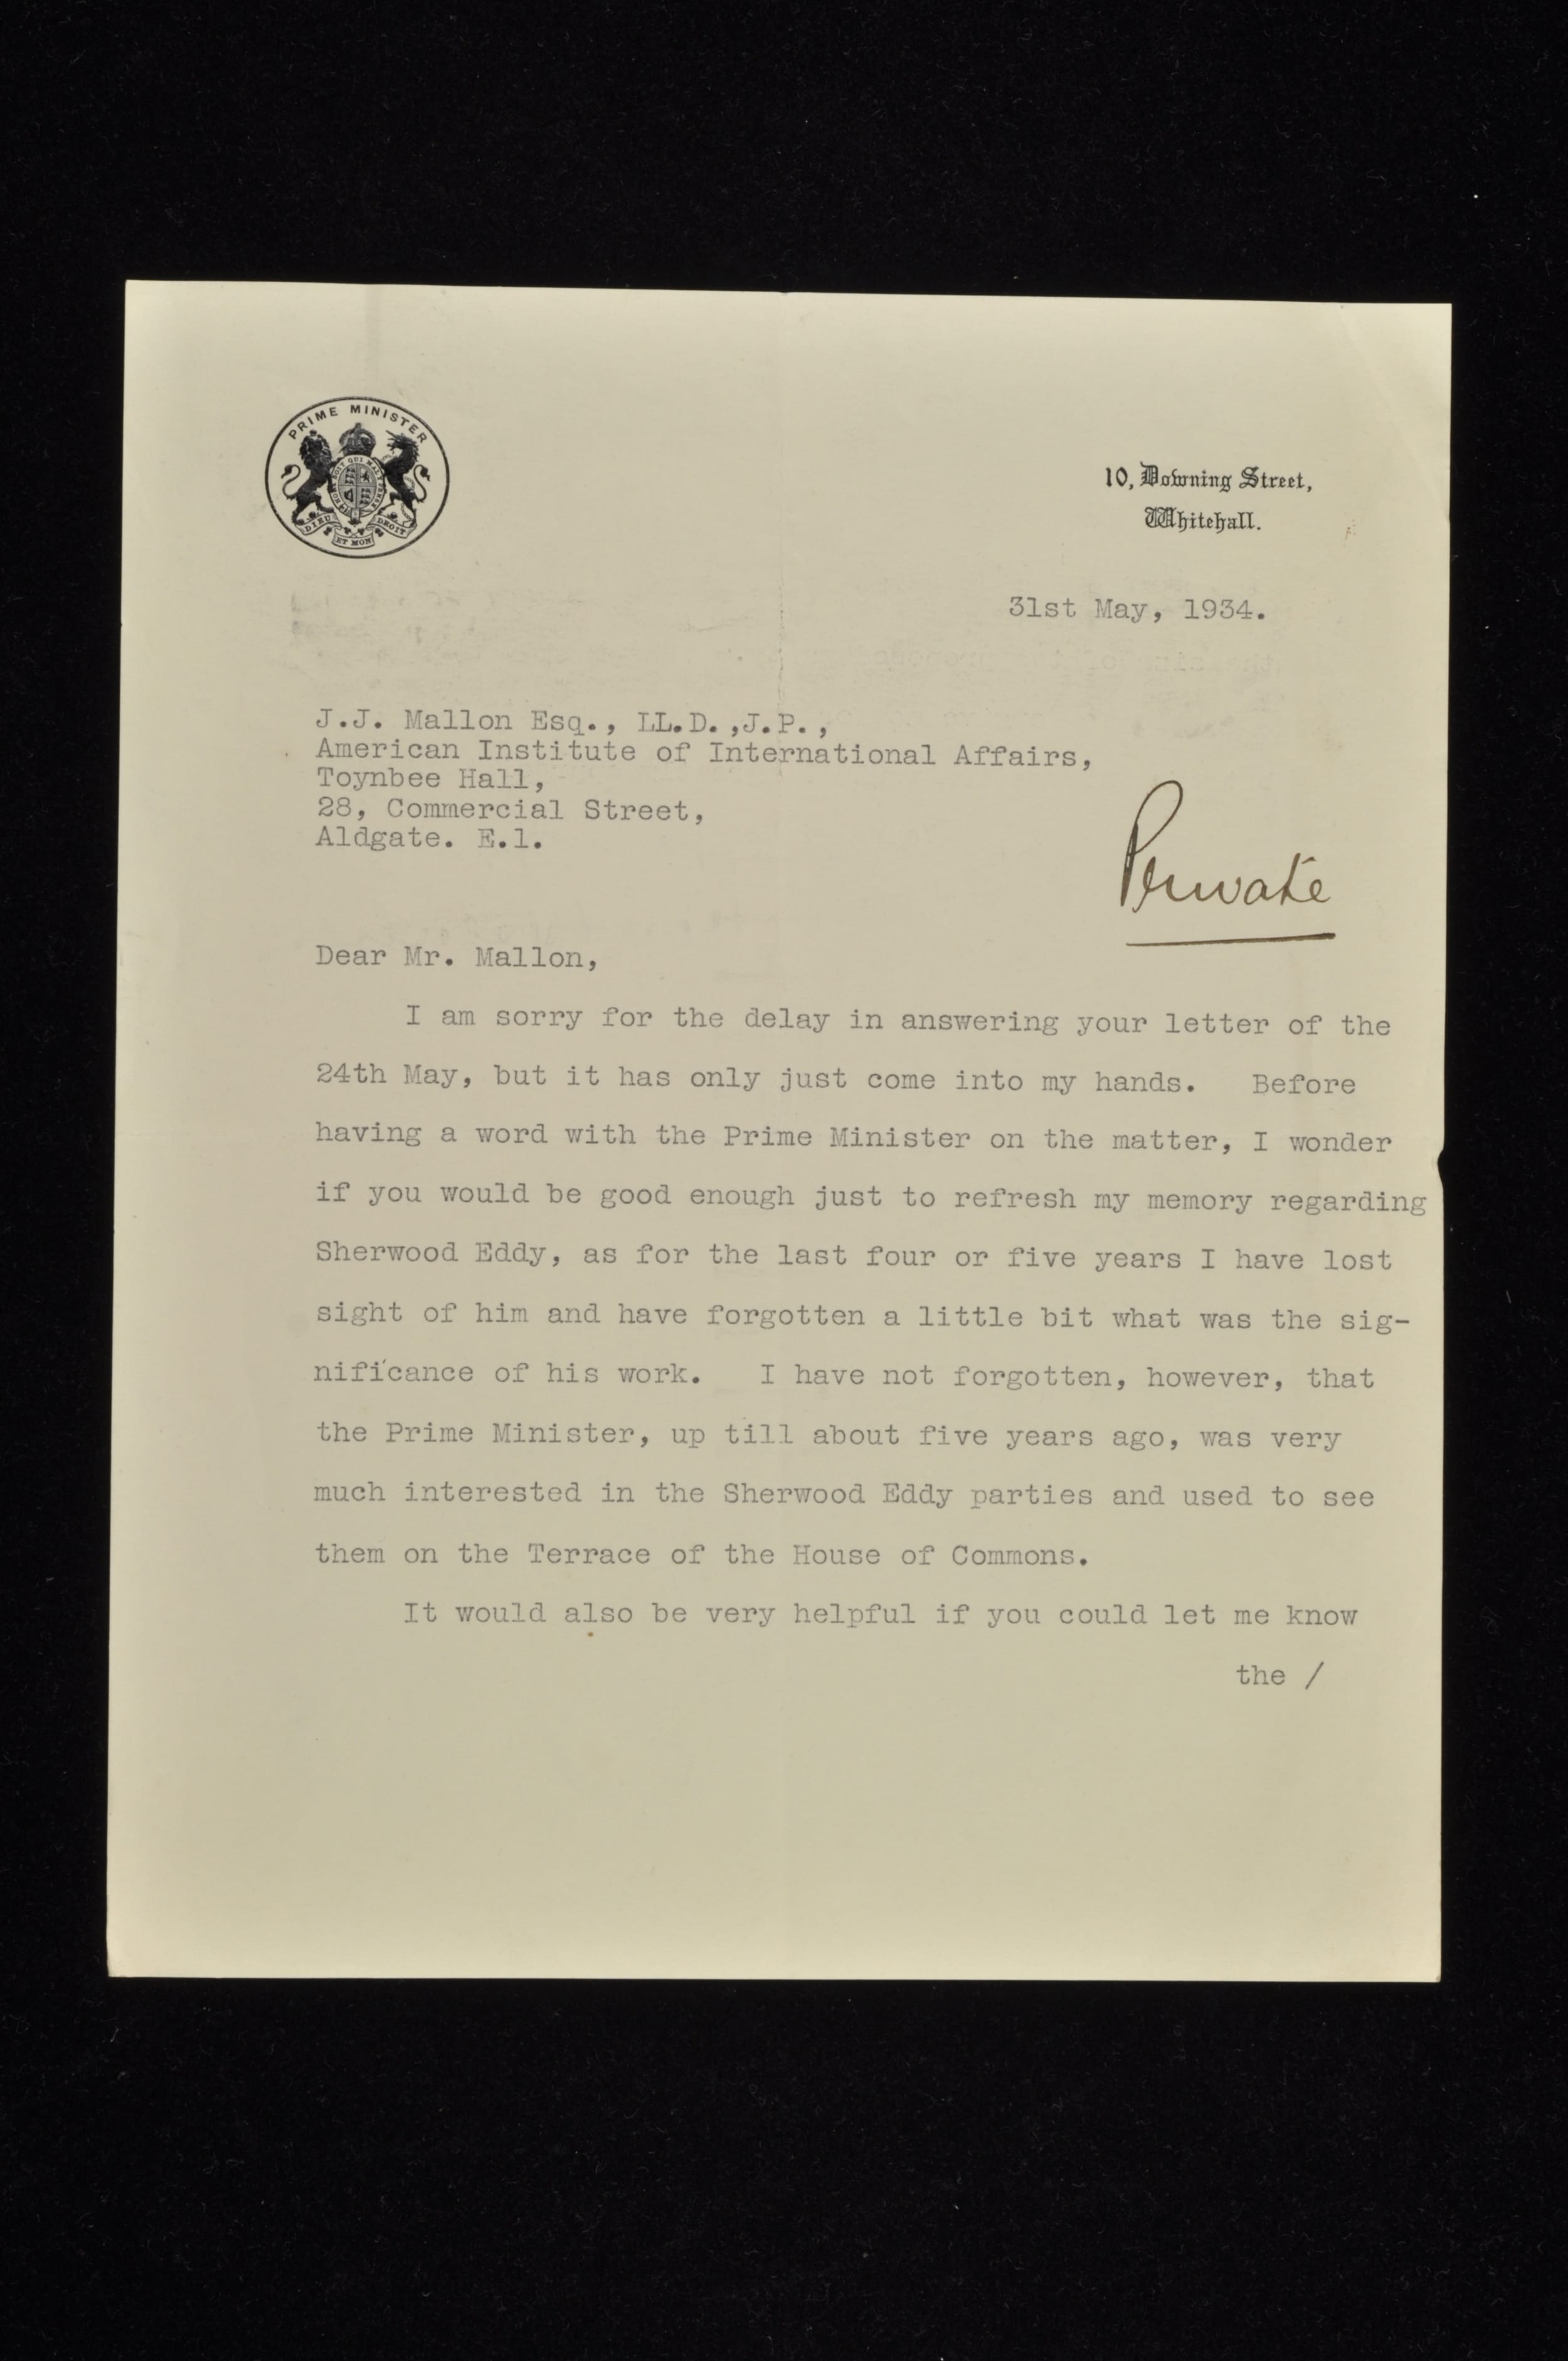 PRIME MINISTER
HONI SOIT QUI MAL Y PENSE
DIEU ET MON DROIT
10, Downing Street,
Whitehall.
31st May, 1934.
J.J. Mallon Esq., LL.D.,J.P.,
American Institute of International Affairs,
Toynbee Hall,
28, Commercial Street,
Aldgate. E.1.
Private
Dear Mr. Mallon,
I am sorry for the delay in answering your letter of the
24th May, but it has only just come into my hands. Before
having a word with the Prime Minister on the matter, I wonder
if you would be good enough just to refresh my memory regarding
Sherwood Eddy, as for the last four or five years I have lost
sight of him and have forgotten a little bit what was the sig-
nificance of his work. I have not forgotten, however, that
the Prime Minister, up till about five years ago, was very
much interested in the Sherwood Eddy parties and used to see
them on the Terrace of the House of Commons.
It would also be very helpful if you could let me know
the /